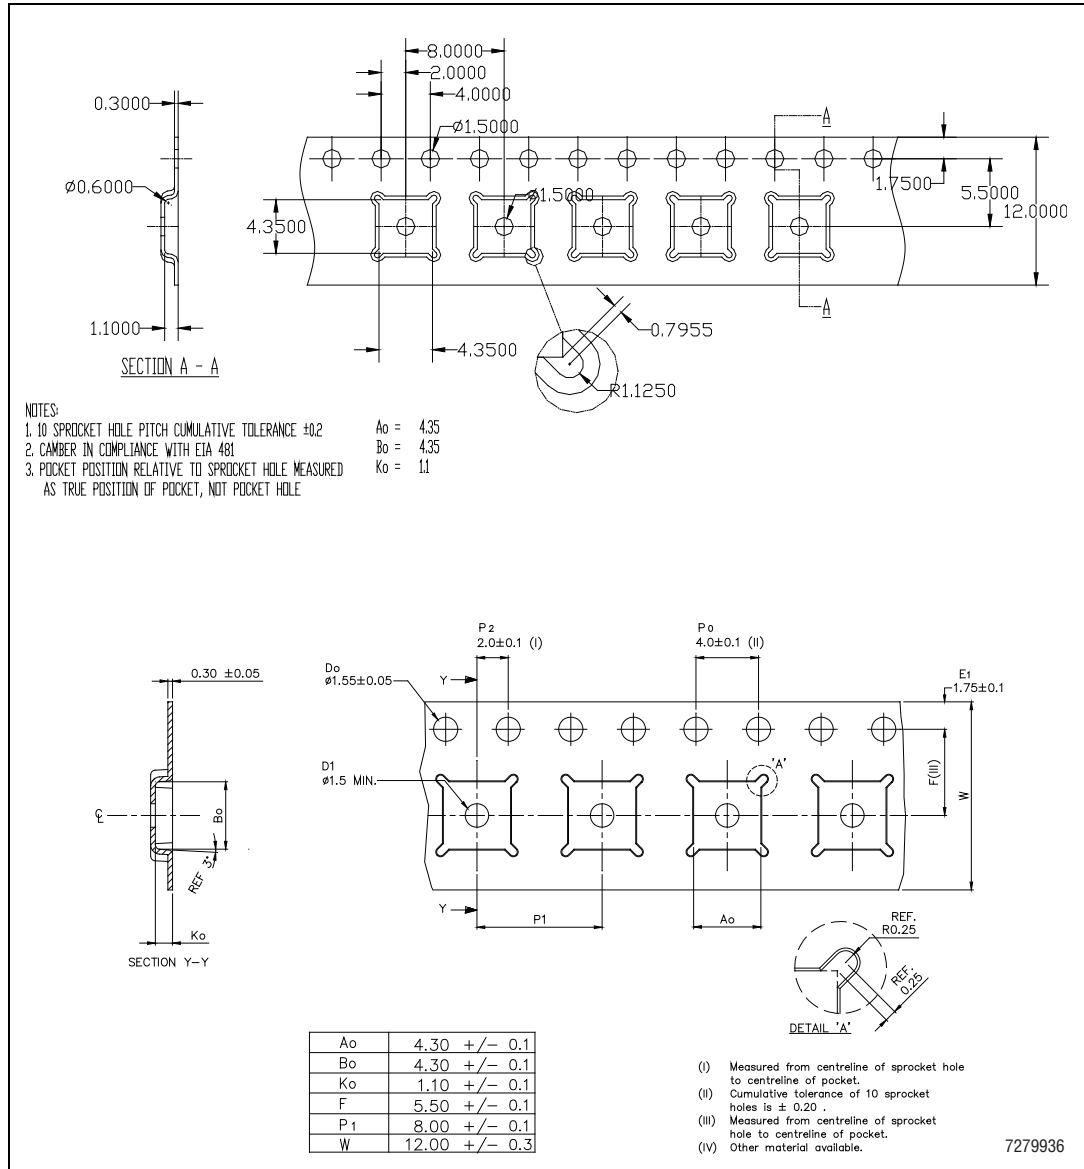 8.0000
2.0000
4.0000
0.3000
Ø1.5000
A
Ø0.6000
Ø1.5000
1.7500
5.5000
12.0000
4.3500
1.1000
A
0.7955
4.3500
R1.1250
SECTION A - A
NOTES:
1. 10 SPROCKET HOLE PITCH CUMULATIVE TOLERANCE ±0.2
2. CAMBER IN COMPLIANCE WITH EIA 481
3. POCKET POSITION RELATIVE TO SPROCKET HOLE MEASURED
AS TRUE POSITION OF POCKET, NOT POCKET HOLE
Ao = 4.35
Bo = 4.35
Ko = 1.1
P2
2.0±0.1 (I)
Po
4.0±0.1 (II)
Do
ø1.55±0.05
Y
E1
1.75±0.1
0.30 ±0.05
D1
ø1.5 MIN.
'A'
F(III)
W
℄
Bo
REF 3°
Y
P1
Ao
Ko
SECTION Y-Y
REF.
R0.25
REF.
0.25
DETAIL 'A'
Ao 4.30 +/- 0.1
Bo 4.30 +/- 0.1
Ko 1.10 +/- 0.1
F 5.50 +/- 0.1
P1 8.00 +/- 0.1
W 12.00 +/- 0.3
(I) Measured from centreline of sprocket hole
to centreline of pocket.
(II) Cumulative tolerance of 10 sprocket
holes is ± 0.20 .
(III) Measured from centreline of sprocket
hole to centreline of pocket.
(IV) Other material available.
7279936